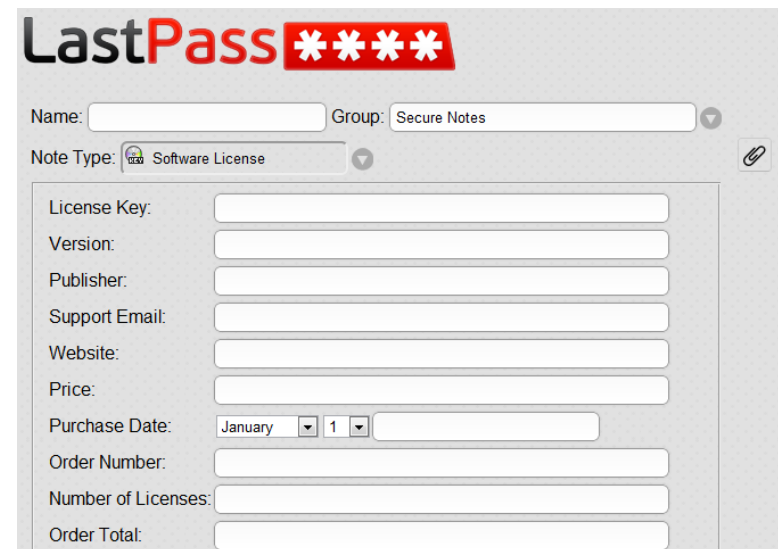 LastPass ****
Name: Group: Secure Notes
Note Type: Software License
License Key:
Version:
Publisher:
Support Email:
Website:
Price:
Purchase Date: January 1
Order Number:
Number of Licenses:
Order Total: